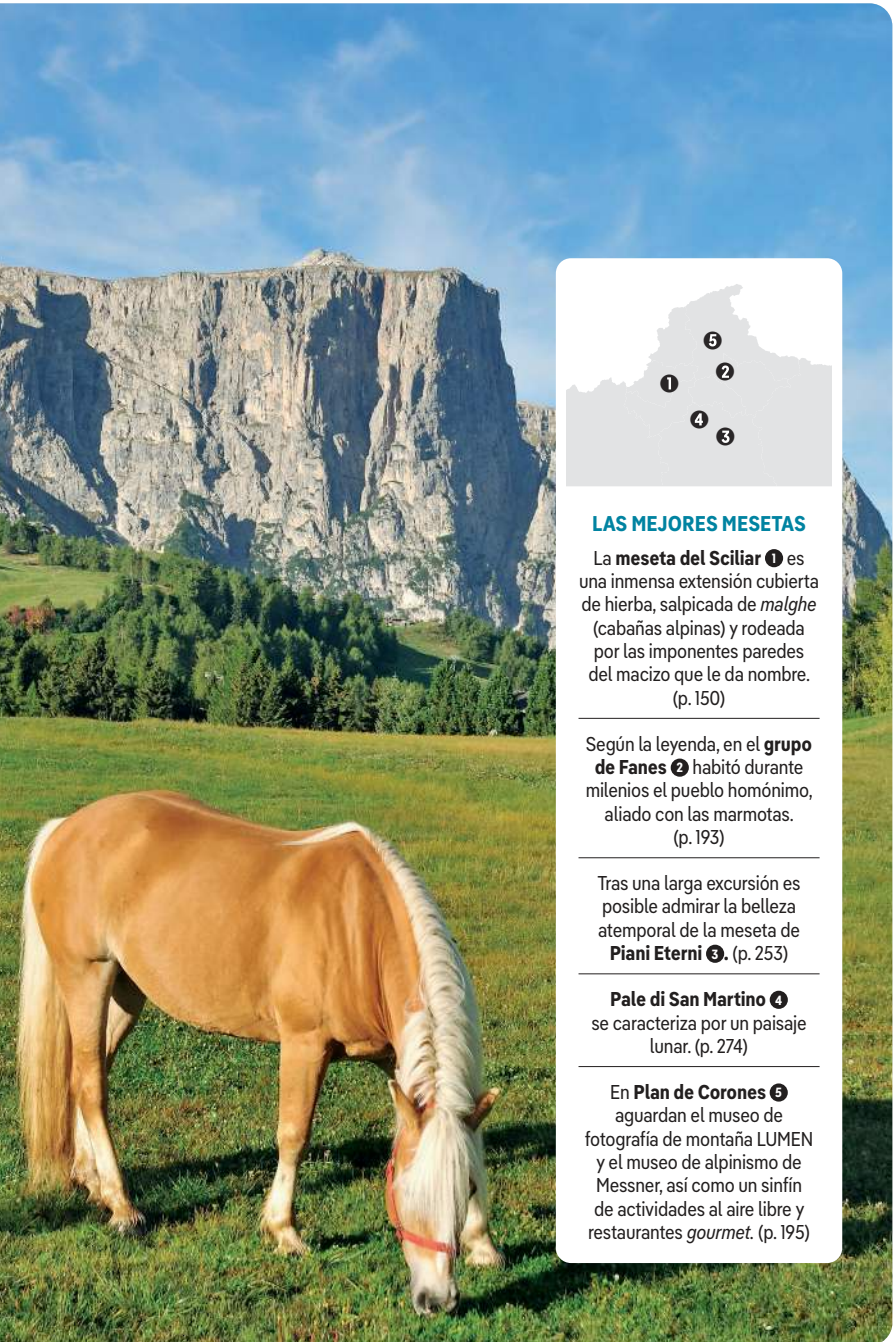 5
2
1
4
3
LAS MEJORES MESETAS
La meseta del Sciliar 1 es
una inmensa extensión cubierta
de hierba, salpicada de malghe
(cabañas alpinas) y rodeada
por las imponentes paredes
del macizo que le da nombre.
(p. 150)
Según la leyenda, en el grupo
de Fanes 2 habitó durante
milenios el pueblo homónimo,
aliado con las marmotas.
(p. 193)
Tras una larga excursión es
posible admirar la belleza
atemporal de la meseta de
Piani Eterni 3. (p. 253)
Pale di San Martino 4
se caracteriza por un paisaje
lunar. (p. 274)
En Plan de Corones 5
aguardan el museo de
fotografía de montaña LUMEN
y el museo de alpinismo de
Messner, así como un sinfín
de actividades al aire libre y
restaurantes gourmet. (p. 195)